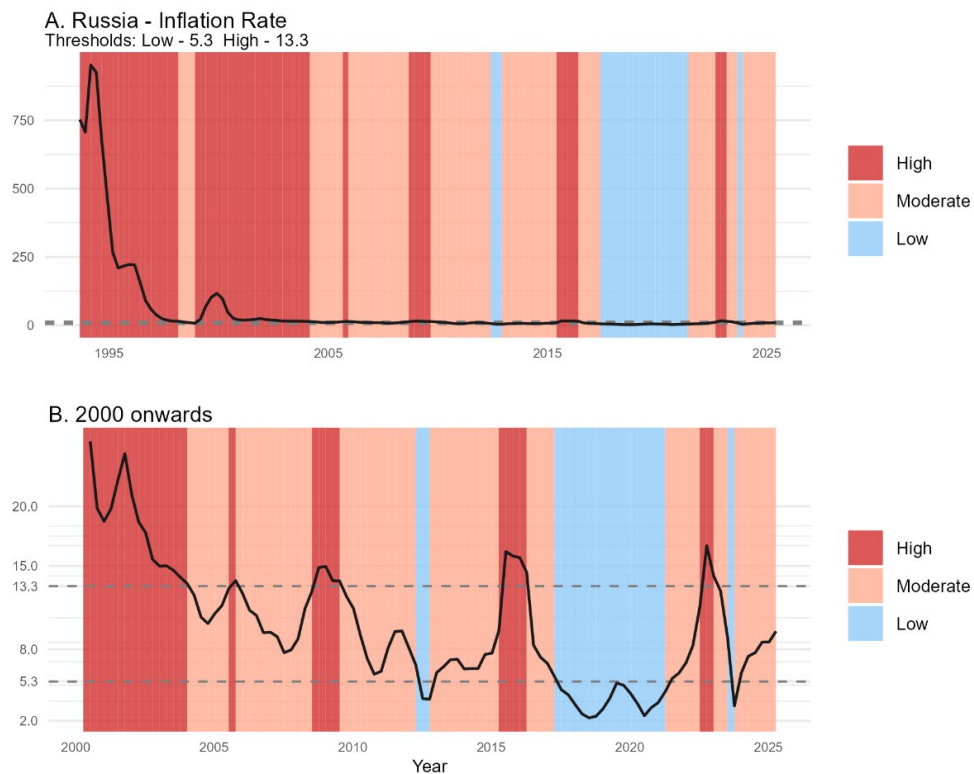 A. Russia - Inflation Rate
Thresholds: Low - 5.3  High - 13.3
750
500
250
0
1995
2005
2015
2025
High
Moderate
Low
B. 2000 onwards
20.0
15.0
13.3
8.0
5.3
2.0
2000
2005
2010
2015
2020
2025
Year
High
Moderate
Low